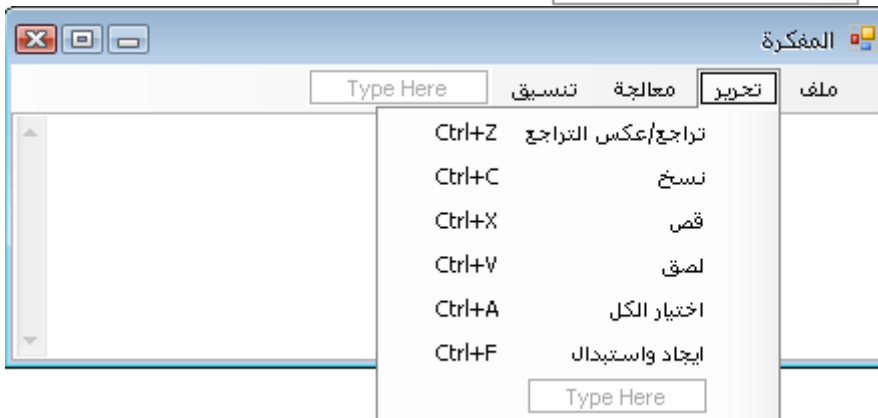 المفكرة
ملف تحرير معالجة تنسيق Type Here
تراجع/عكس التراجع Ctrl+Z
نسخ Ctrl+C
قص Ctrl+X
لصق Ctrl+V
اختيار الكل Ctrl+A
ايجاد واستبدال Ctrl+F
Type Here